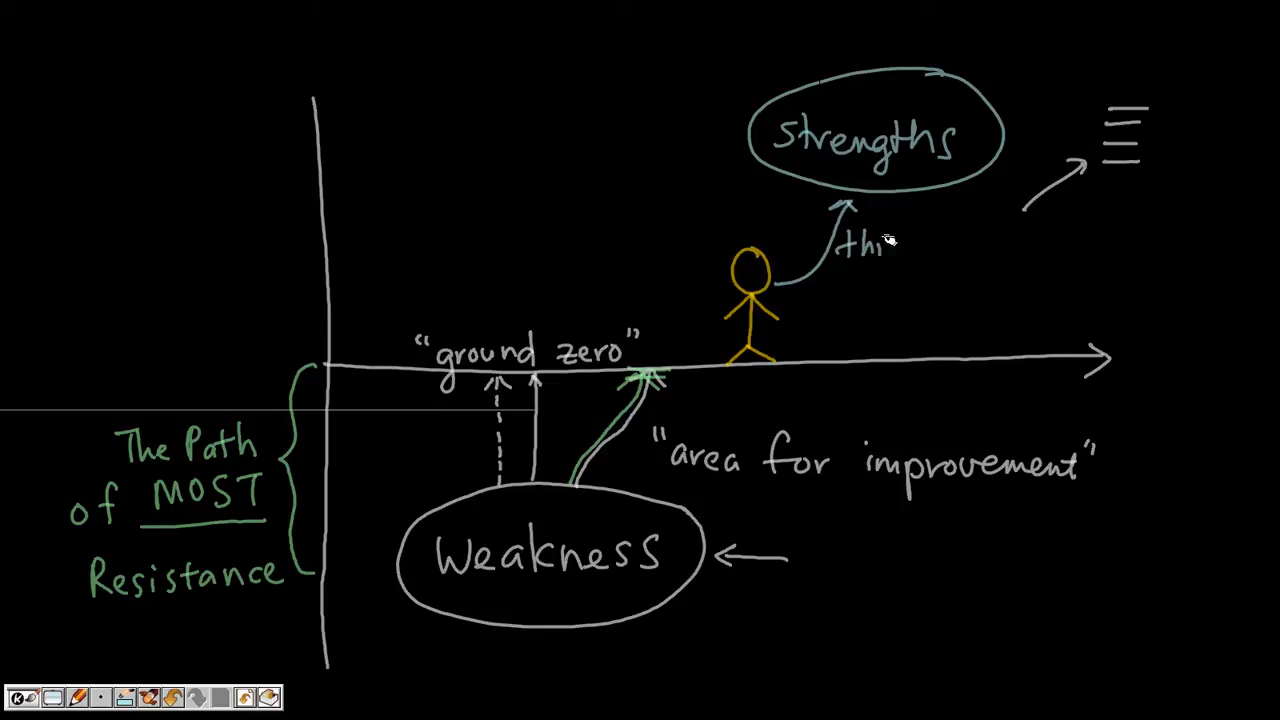 strengths
thi
"ground zero"
"area for improvement"
The Path
of MOST
Resistance
Weakness